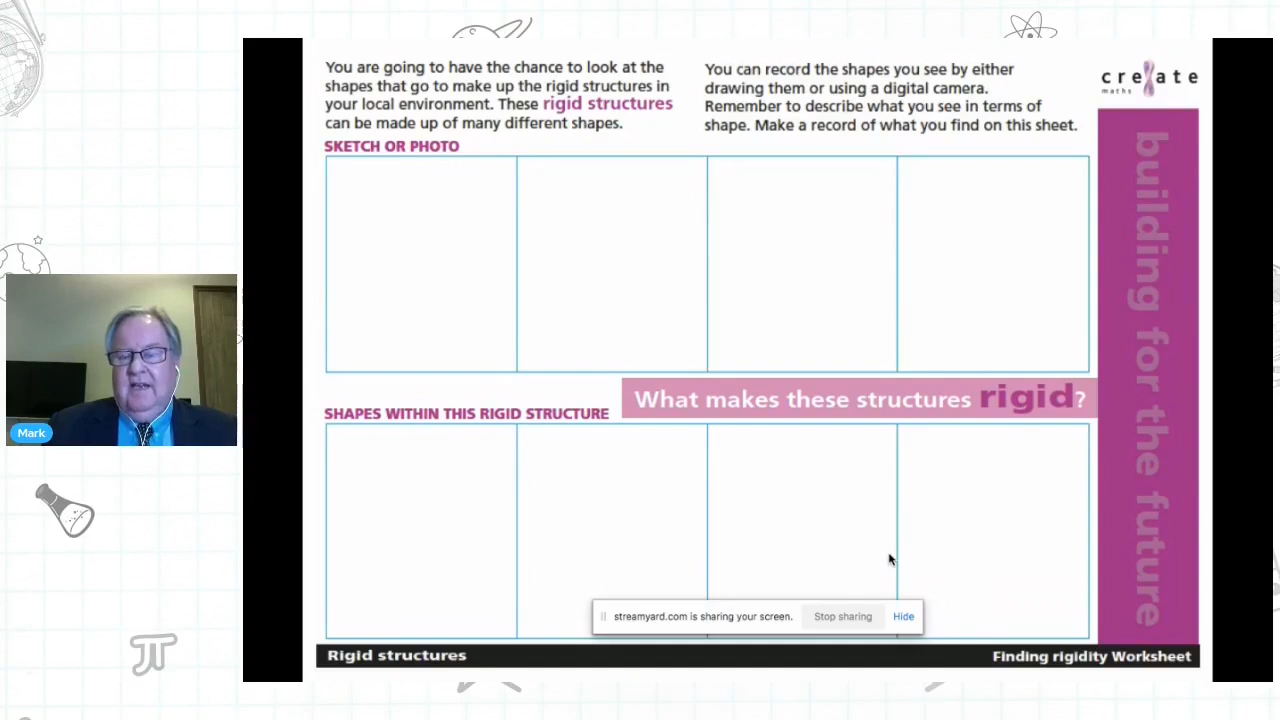 You are going to have the chance to look at the
shapes that go to make up the rigid structures in
your local environment. These rigid structures
can be made up of many different shapes.
You can record the shapes you see by either
drawing them or using a digital camera.
Remember to describe what you see in terms of
shape. Make a record of what you find on this sheet.
cre ate
maths
SKETCH OR PHOTO
building for the future
What makes these structures rigid?
SHAPES WITHIN THIS RIGID STRUCTURE
Mark
streamyard.com is sharing your screen.
Stop sharing
Hide
Rigid structures
Finding rigidity Worksheet
π